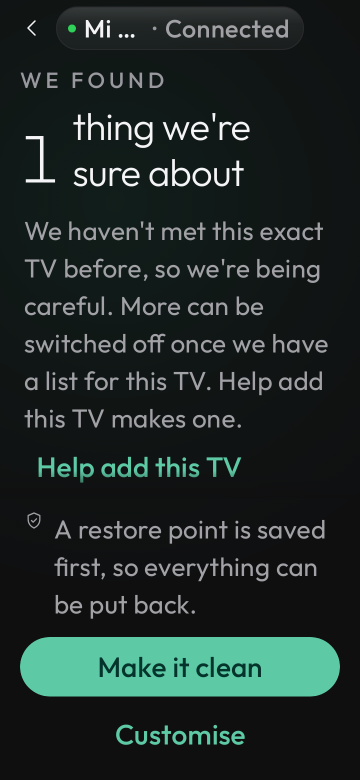 Mi ... · Connected
WE FOUND
1 thing we're
sure about
We haven't met this exact
TV before, so we're being
careful. More can be
switched off once we have
a list for this TV. Help add
this TV makes one.
Help add this TV
A restore point is saved
first, so everything can
be put back.
Make it clean
Customise